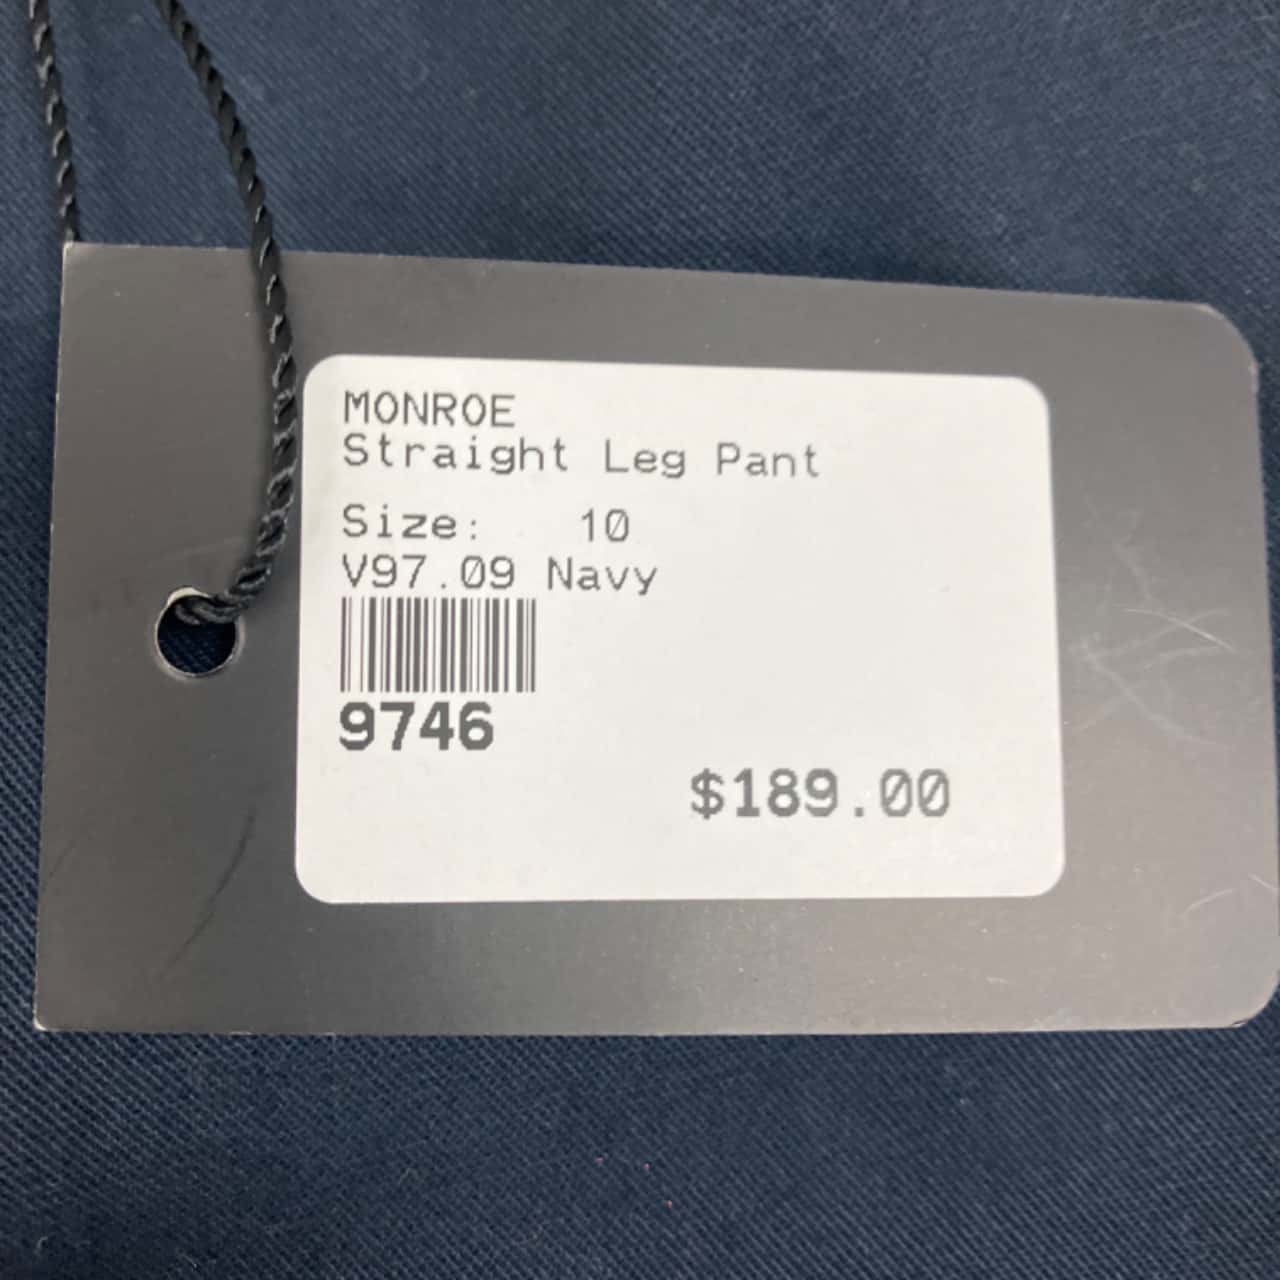 MONROE
Straight Leg Pant
Size: 10
V97.09 Navy
9746
$189.00